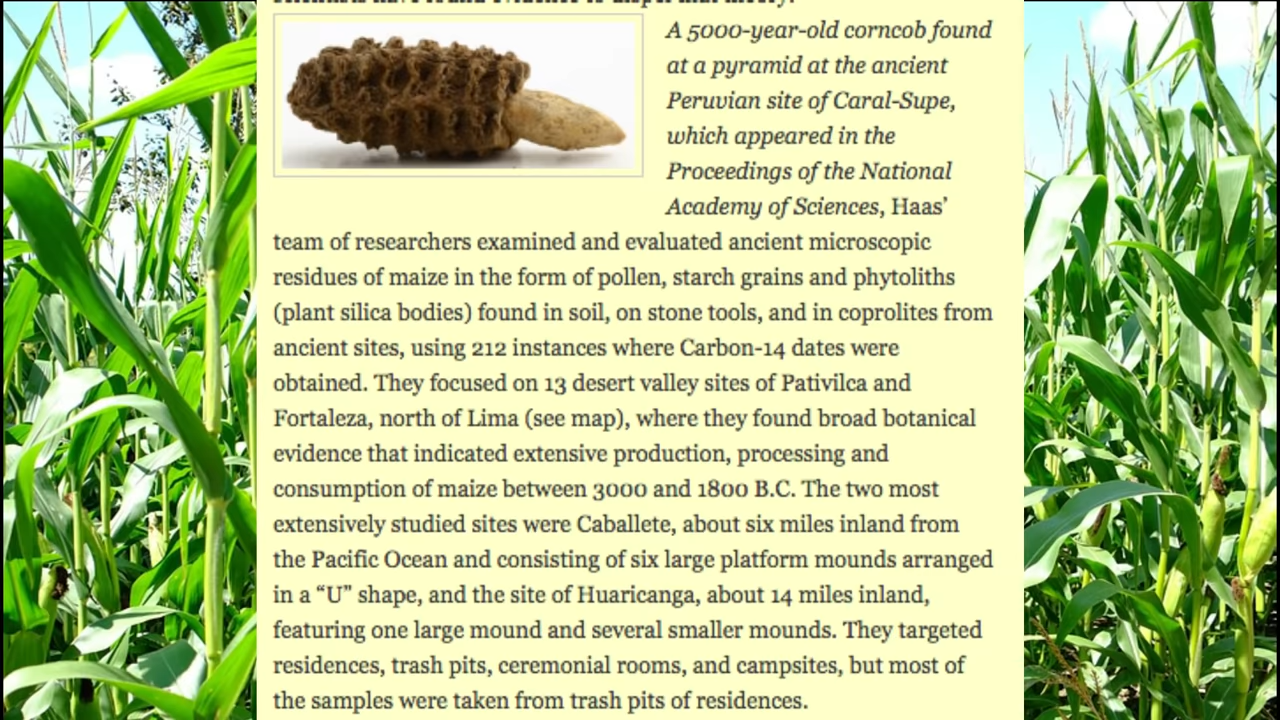 A 5000-year-old corncob found
at a pyramid at the ancient
Peruvian site of Caral-Supe,
which appeared in the
Proceedings of the National
Academy of Sciences, Haas’
team of researchers examined and evaluated ancient microscopic
residues of maize in the form of pollen, starch grains and phytoliths
(plant silica bodies) found in soil, on stone tools, and in coprolites from
ancient sites, using 212 instances where Carbon-14 dates were
obtained. They focused on 13 desert valley sites of Pativilca and
Fortaleza, north of Lima (see map), where they found broad botanical
evidence that indicated extensive production, processing and
consumption of maize between 3000 and 1800 B.C. The two most
extensively studied sites were Caballete, about six miles inland from
the Pacific Ocean and consisting of six large platform mounds arranged
in a “U” shape, and the site of Huaricanga, about 14 miles inland,
featuring one large mound and several smaller mounds. They targeted
residences, trash pits, ceremonial rooms, and campsites, but most of
the samples were taken from trash pits of residences.